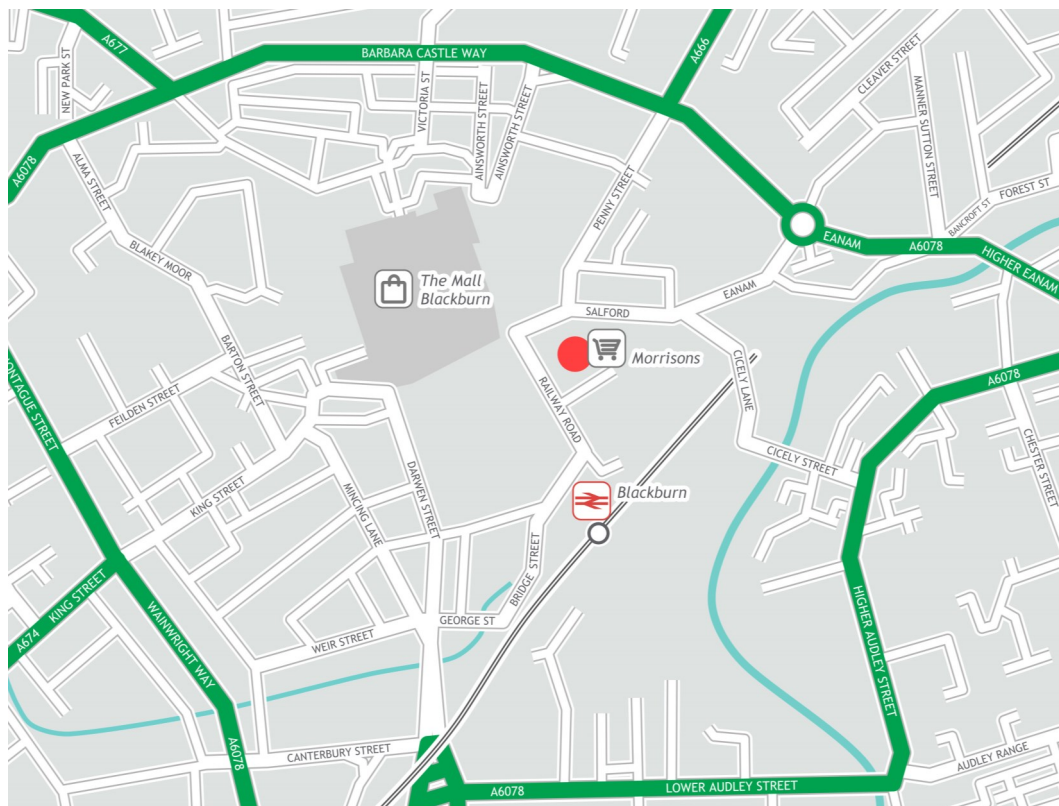 A677
BARBARA CASTLE WAY
A666
NEW PARK ST
VICTORIA ST
AINSWORTH STREET
AINSWORTH STREET
CLEAVER STREET
MANNER SUTTON STREET
A6078
ALMA STREET
PENNY STREET
BANCROFT ST
FOREST ST
BLAKEY MOOR
EANAM
A6078
HIGHER EANAM
The Mall
Blackburn
EANAM
SALFORD
Morrisons
BARTON STREET
RAILWAY ROAD
CICELY LANE
A6078
MONTAGUE STREET
FEILDEN STREET
CICELY STREET
CHESTER STREET
DARWEN STREET
KING STREET
MINCING LANE
Blackburn
BRIDGE STREET
KING STREET
A674
WAINWRIGHT WAY
GEORGE ST
WEIR STREET
HIGHER AUDLEY STREET
A6078
CANTERBURY STREET
AUDLEY RANGE
A6078
LOWER AUDLEY STREET